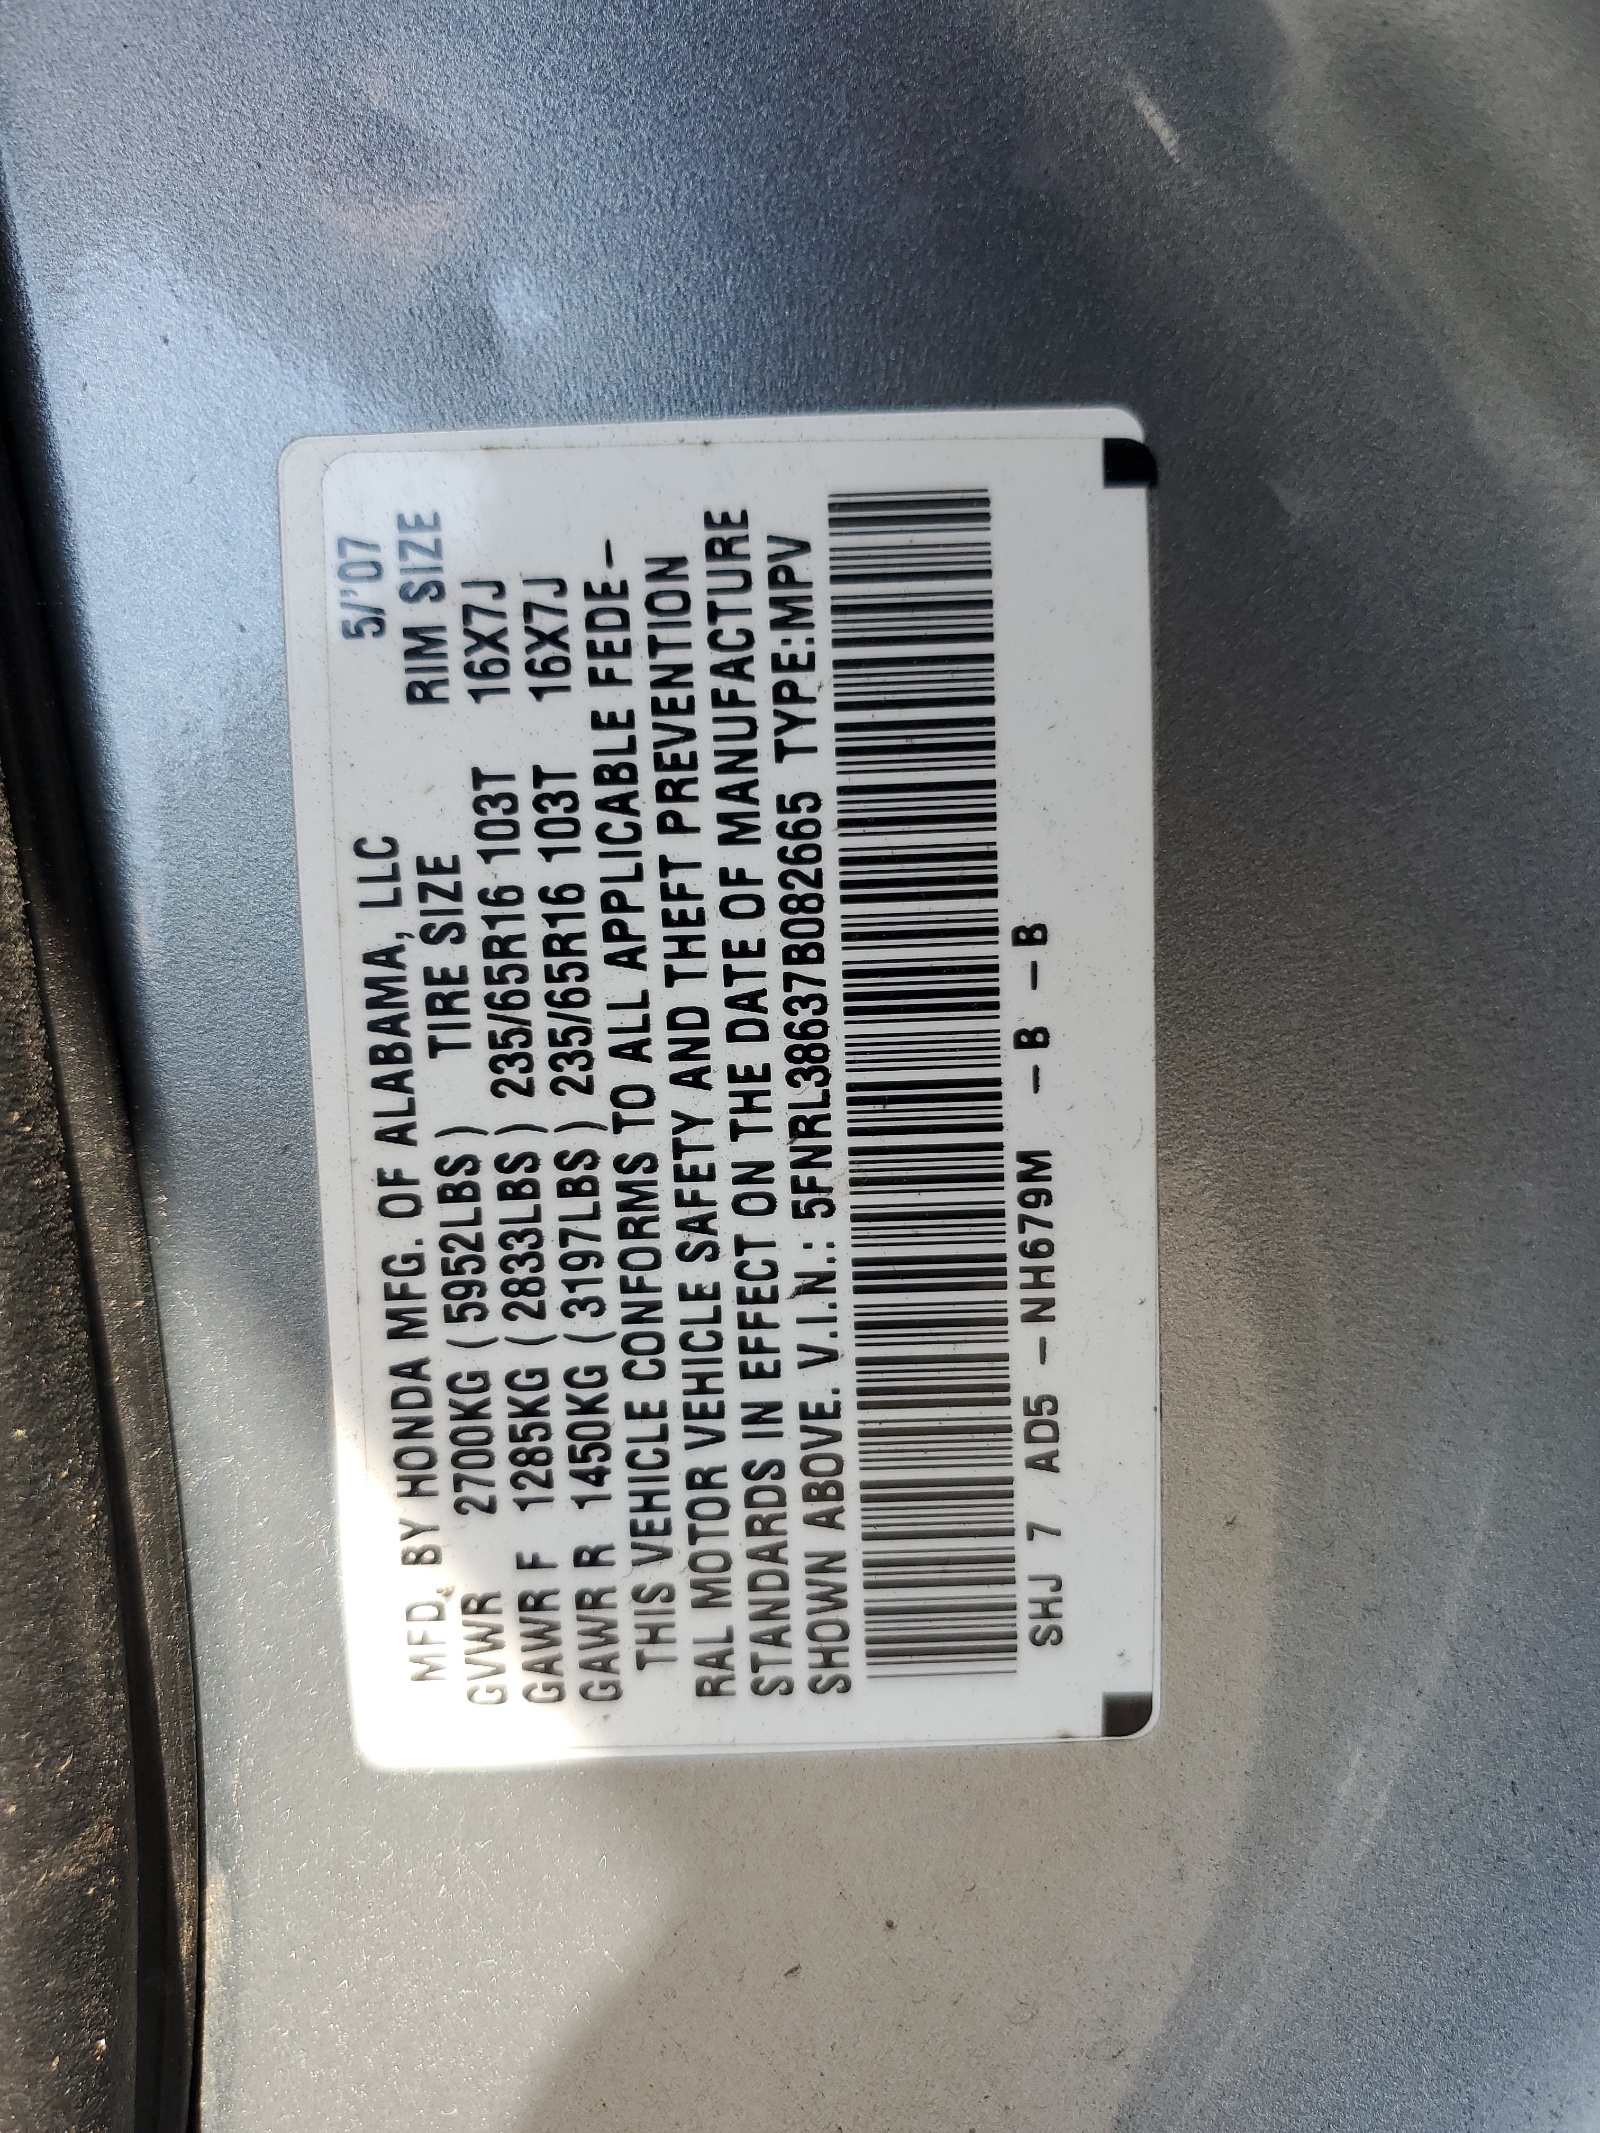 MFD. BY HONDA MFG. OF ALABAMA, LLC 5/'07
TIRE SIZE RIM SIZE
GVWR 2700KG (5952LBS)
GAWR F 1285KG (2833LBS) 235/65R16 103T 16X7J
GAWR R 1450KG (3197LBS) 235/65R16 103T 16X7J
THIS VEHICLE CONFORMS TO ALL APPLICABLE FEDE-
RAL MOTOR VEHICLE SAFETY AND THEFT PREVENTION
STANDARDS IN EFFECT ON THE DATE OF MANUFACTURE
SHOWN ABOVE. V.I.N.: 5FNRL38637B082665 TYPE:MPV
SHJ 7 AD5 - NH679M - B - B